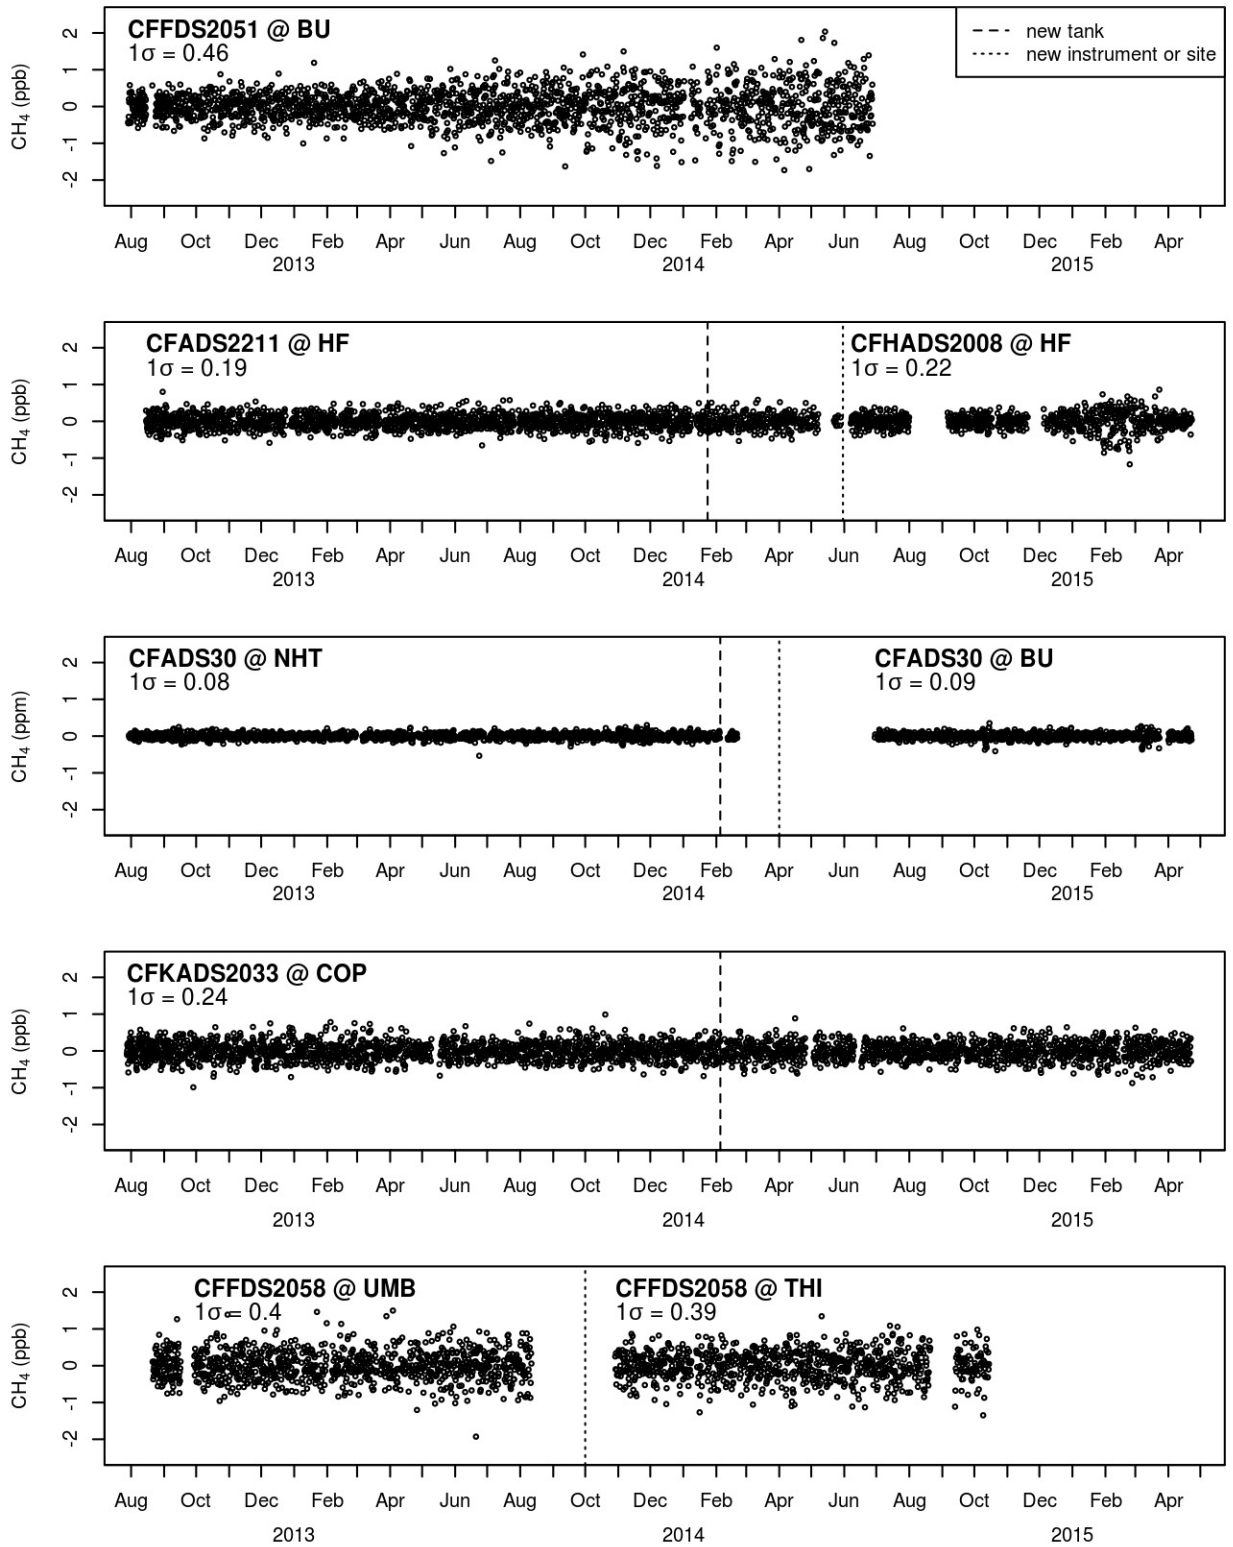 CFFDS2051 @ BU
1σ = 0.46
new tank
new instrument or site
CH4 (ppb)
2
1
0
-1
-2
Aug Oct Dec Feb Apr Jun Aug Oct Dec Feb Apr Jun Aug Oct Dec Feb Apr
2013 2014 2015
CFADS2211 @ HF
1σ = 0.19
CFHADS2008 @ HF
1σ = 0.22
CH4 (ppb)
2
1
0
-1
-2
Aug Oct Dec Feb Apr Jun Aug Oct Dec Feb Apr Jun Aug Oct Dec Feb Apr
2013 2014 2015
CFADS30 @ NHT
1σ = 0.08
CFADS30 @ BU
1σ = 0.09
CH4 (ppm)
2
1
0
-1
-2
Aug Oct Dec Feb Apr Jun Aug Oct Dec Feb Apr Jun Aug Oct Dec Feb Apr
2013 2014 2015
CFKADS2033 @ COP
1σ = 0.24
CH4 (ppb)
2
1
0
-1
-2
Aug Oct Dec Feb Apr Jun Aug Oct Dec Feb Apr Jun Aug Oct Dec Feb Apr
2013 2014 2015
CFFDS2058 @ UMB
1σ = 0.4
CFFDS2058 @ THI
1σ = 0.39
CH4 (ppb)
2
1
0
-1
-2
Aug Oct Dec Feb Apr Jun Aug Oct Dec Feb Apr Jun Aug Oct Dec Feb Apr
2013 2014 2015